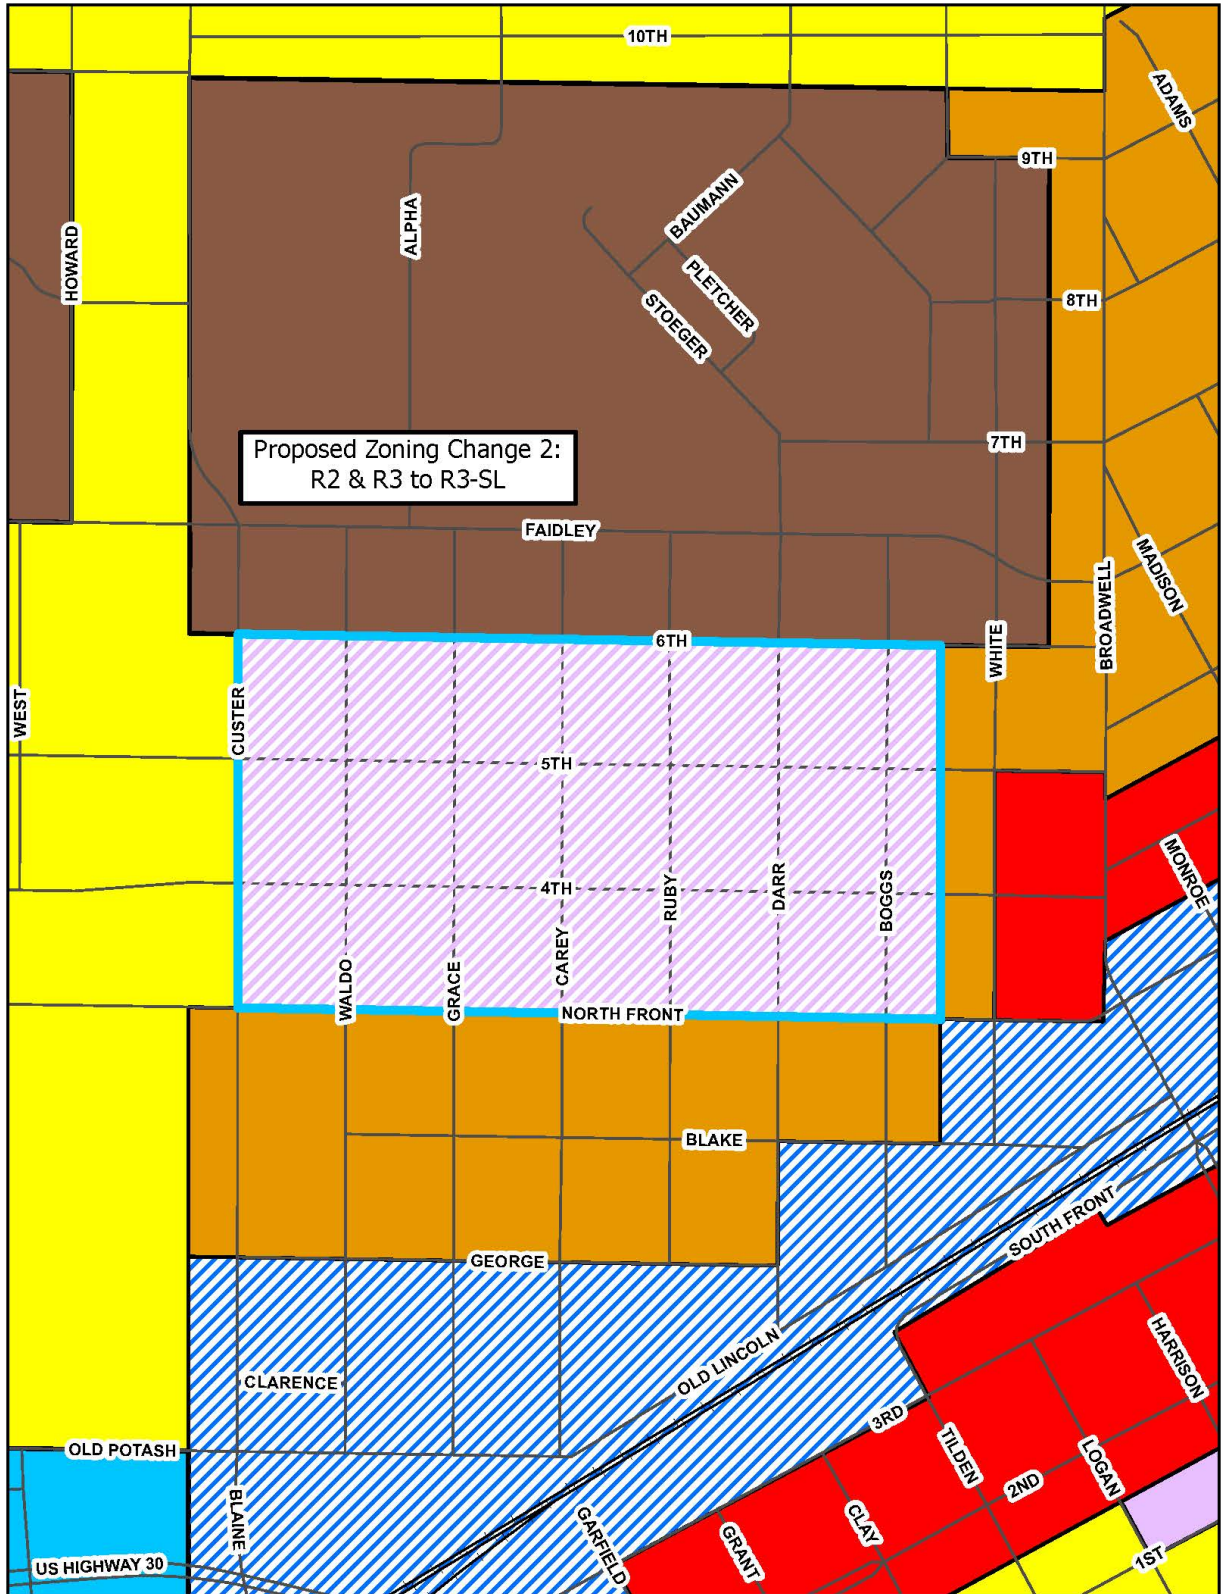 10TH
ADAMS
9TH
BAUMANN
ALPHA
HOWARD
PLETCHER
8TH
STOEGER
Proposed Zoning Change 2:
R2 & R3 to R3-SL
7TH
FAIDLEY
MADISON
BROADWELL
6TH
WHITE
WEST
CUSTER
5TH
MONROE
4TH
RUBY
DARR
BOGGS
CAREY
WALDO
GRACE
NORTH FRONT
BLAKE
SOUTH FRONT
GEORGE
HARRISON
OLD LINCOLN
CLARENCE
3RD
OLD POTASH
TILDEN
LOGAN
2ND
BLAINE
CLAY
GARFIELD
GRANT
1ST
US HIGHWAY 30